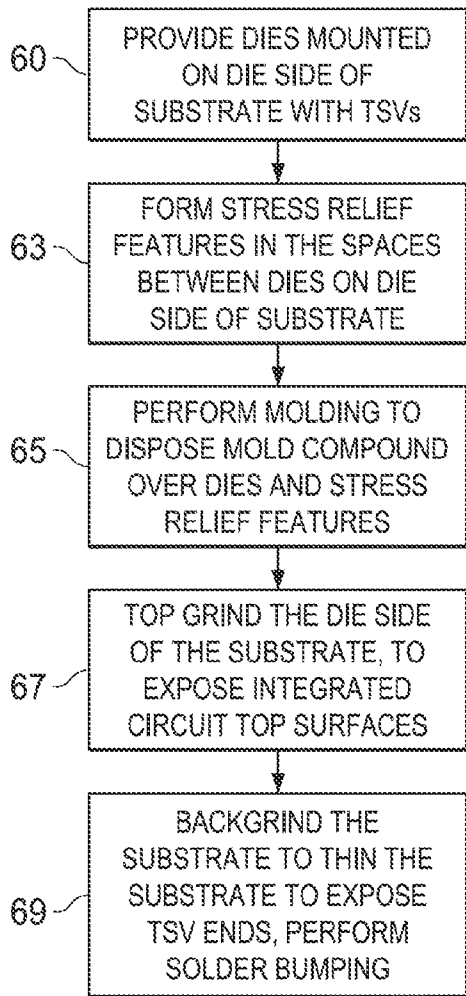 60
PROVIDE DIES MOUNTED
ON DIE SIDE OF
SUBSTRATE WITH TSVs
63
FORM STRESS RELIEF
FEATURES IN THE SPACES
BETWEEN DIES ON DIE
SIDE OF SUBSTRATE
65
PERFORM MOLDING TO
DISPOSE MOLD COMPOUND
OVER DIES AND STRESS
RELIEF FEATURES
67
TOP GRIND THE DIE SIDE
OF THE SUBSTRATE, TO
EXPOSE INTEGRATED
CIRCUIT TOP SURFACES
69
BACKGRIND THE
SUBSTRATE TO THIN THE
SUBSTRATE TO EXPOSE
TSV ENDS, PERFORM
SOLDER BUMPING